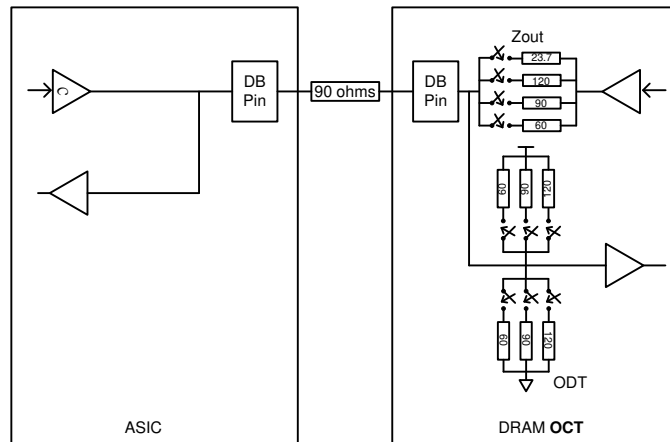 Zout
23.7
120
90
60
C
DB
Pin
90 ohms
DB
Pin
60
90
120
60
90
120
ODT
ASIC
DRAM OCT